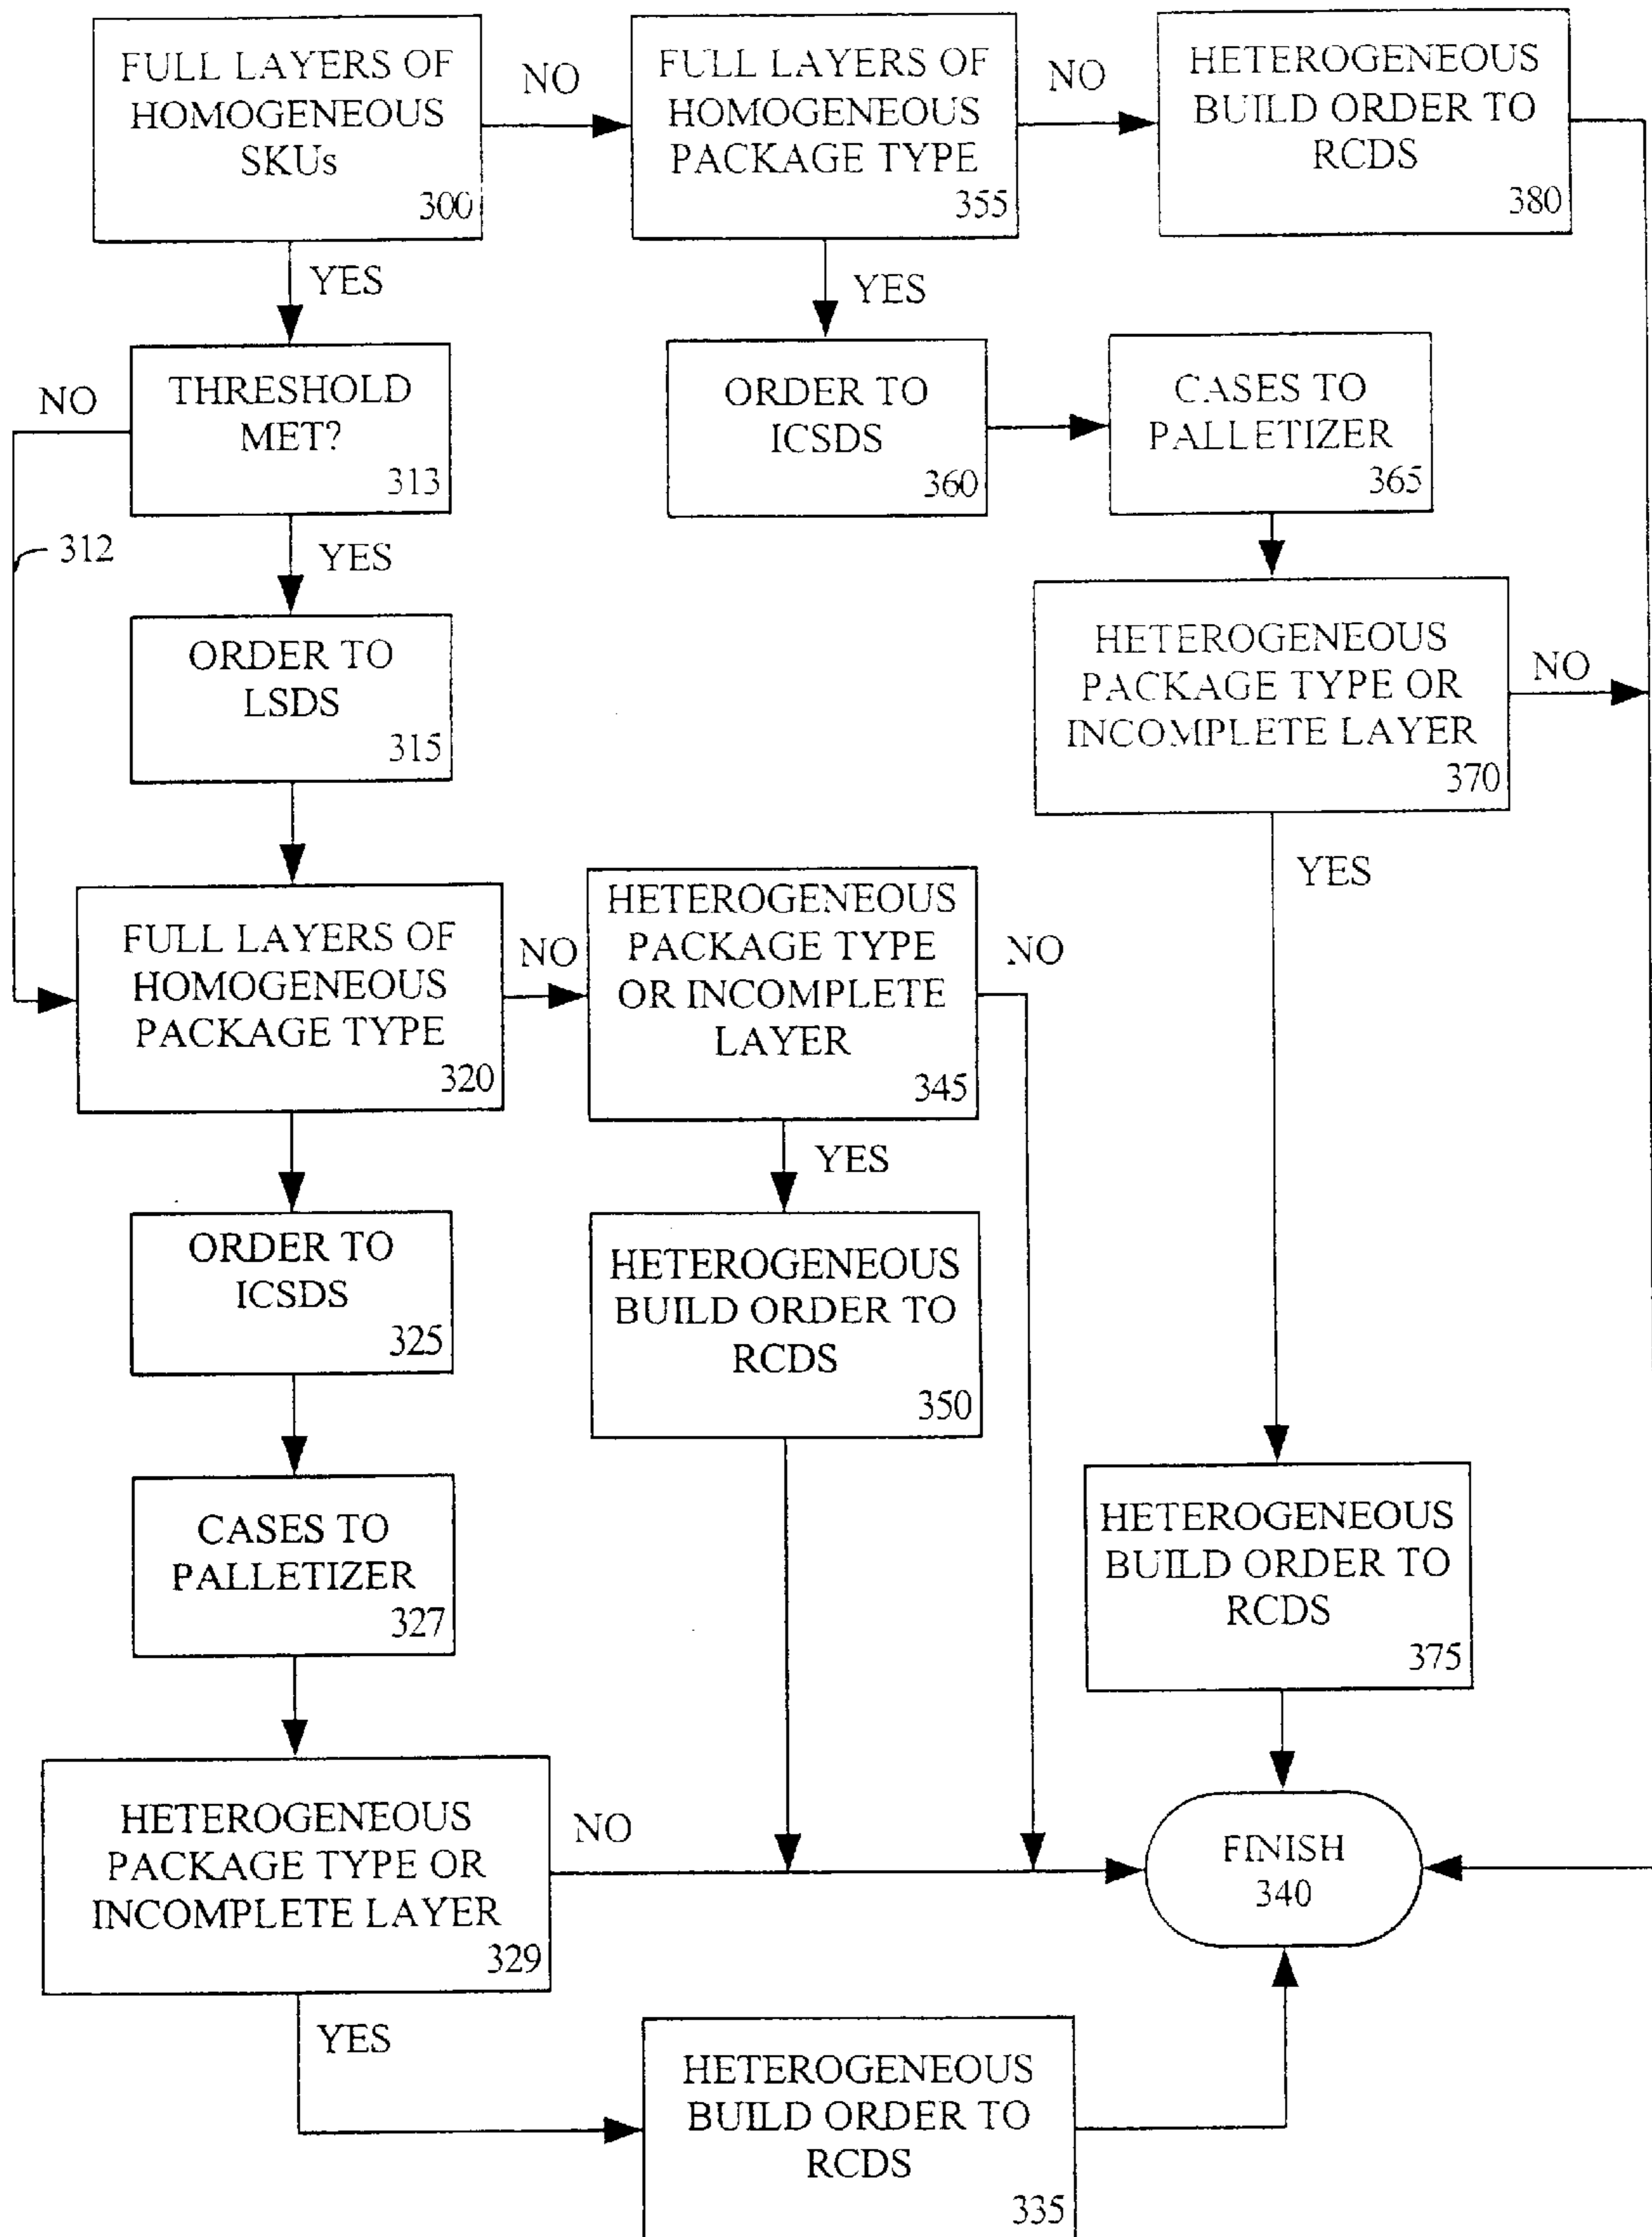 FULL LAYERS OF
HOMOGENEOUS
SKUs
300
NO
FULL LAYERS OF
HOMOGENEOUS
PACKAGE TYPE
355
NO
HETEROGENEOUS
BUILD ORDER TO
RCDS
380
YES
YES
NO
THRESHOLD
MET?
313
ORDER TO
ICSDS
360
CASES TO
PALLETIZER
365
312
YES
ORDER TO
LSDS
315
HETEROGENEOUS
PACKAGE TYPE OR
INCOMPLETE LAYER
370
NO
YES
FULL LAYERS OF
HOMOGENEOUS
PACKAGE TYPE
320
NO
HETEROGENEOUS
PACKAGE TYPE
OR INCOMPLETE
LAYER
345
NO
YES
ORDER TO
ICSDS
325
HETEROGENEOUS
BUILD ORDER TO
RCDS
350
CASES TO
PALLETIZER
327
HETEROGENEOUS
BUILD ORDER TO
RCDS
375
HETEROGENEOUS
PACKAGE TYPE OR
INCOMPLETE LAYER
329
NO
FINISH
340
YES
HETEROGENEOUS
BUILD ORDER TO
RCDS
335